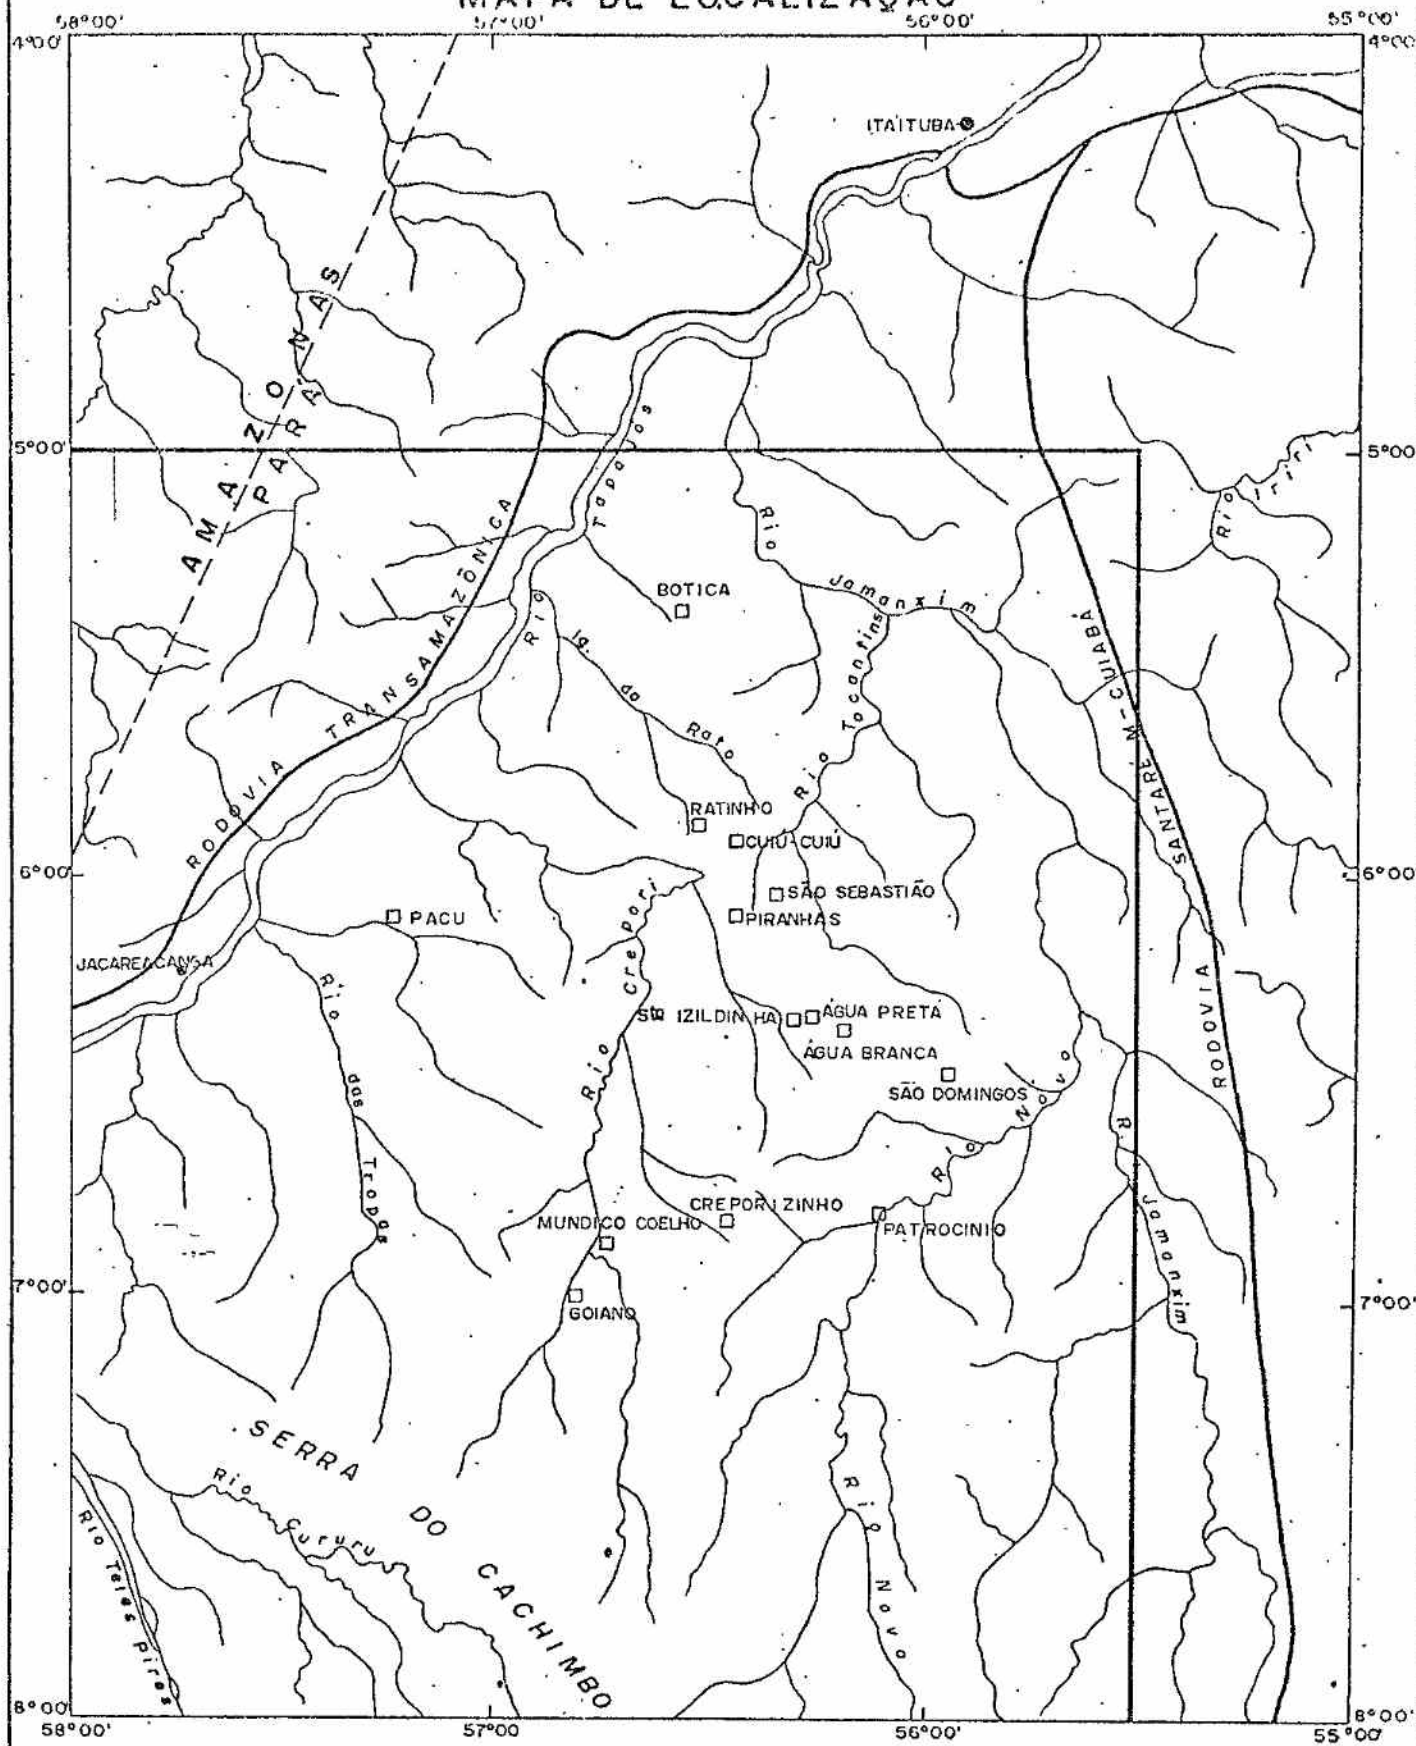 MAPA DE LOCALIZAÇÃO
58°00'
57°00'
56°00'
55°00'
4°00'
4°00'
ITAITUBA
AMAZONAS
PARÁ
5°00'
5°00'
Rio Tapajos
RODOVIA TRANSAMAZÔNICA
Rio Iriri
Rio Jamanxim
BOTICA
Ig. do Rato
Rio Tocantins
RODOVIA SANTARÉM-CUIABÁ
RATINHO
CUIÚ-CUIÚ
6°00'
6°00'
SÃO SEBASTIÃO
PIRANHAS
PACU
JACAREACANGA
Rio Crepori
Sta IZILDINHA
ÁGUA PRETA
ÁGUA BRANCA
SÃO DOMINGOS
Rio das Tropas
Rio Novo
R. Jamanxim
CREPORIZINHO
MUNDICO COELHO
PATROCINIO
7°00'
7°00'
GOIANO
SERRA DO CACHIMBO
Rio Cururu
Rio Teles Pires
Rio Novo
8°00'
8°00'
58°00'
57°00
56°00'
55°00'